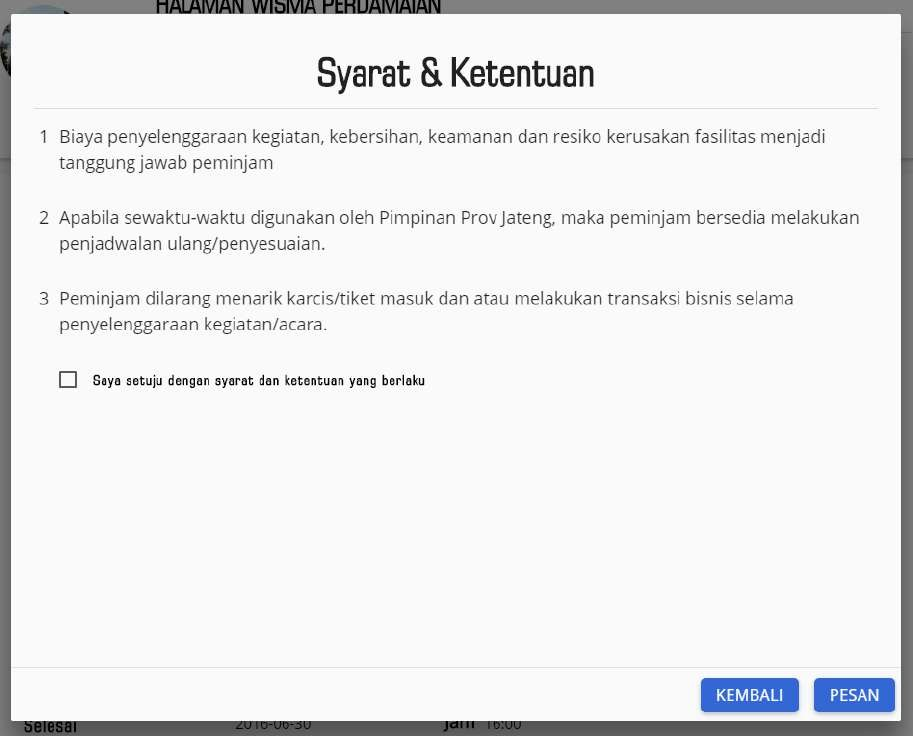 HALAMAN WISMA PERDAMAIAN
Syarat & Ketentuan
1 Biaya penyelenggaraan kegiatan, kebersihan, keamanan dan resiko kerusakan fasilitas menjadi
tanggung jawab peminjam
2 Apabila sewaktu-waktu digunakan oleh Pimpinan Prov Jateng, maka peminjam bersedia melakukan
penjadwalan ulang/penyesuaian.
3 Peminjam dilarang menarik karcis/tiket masuk dan atau melakukan transaksi bisnis selama
penyelenggaraan kegiatan/acara.
Saya setuju dengan syarat dan ketentuan yang berlaku
KEMBALI PESAN
Selesai 2016-06-30 Jam 16:00